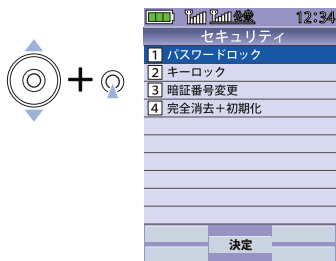 公衆 12:34
セキュリティ
1 パスワードロック
2 キーロック
3 暗証番号変更
4 完全消去+初期化
決定